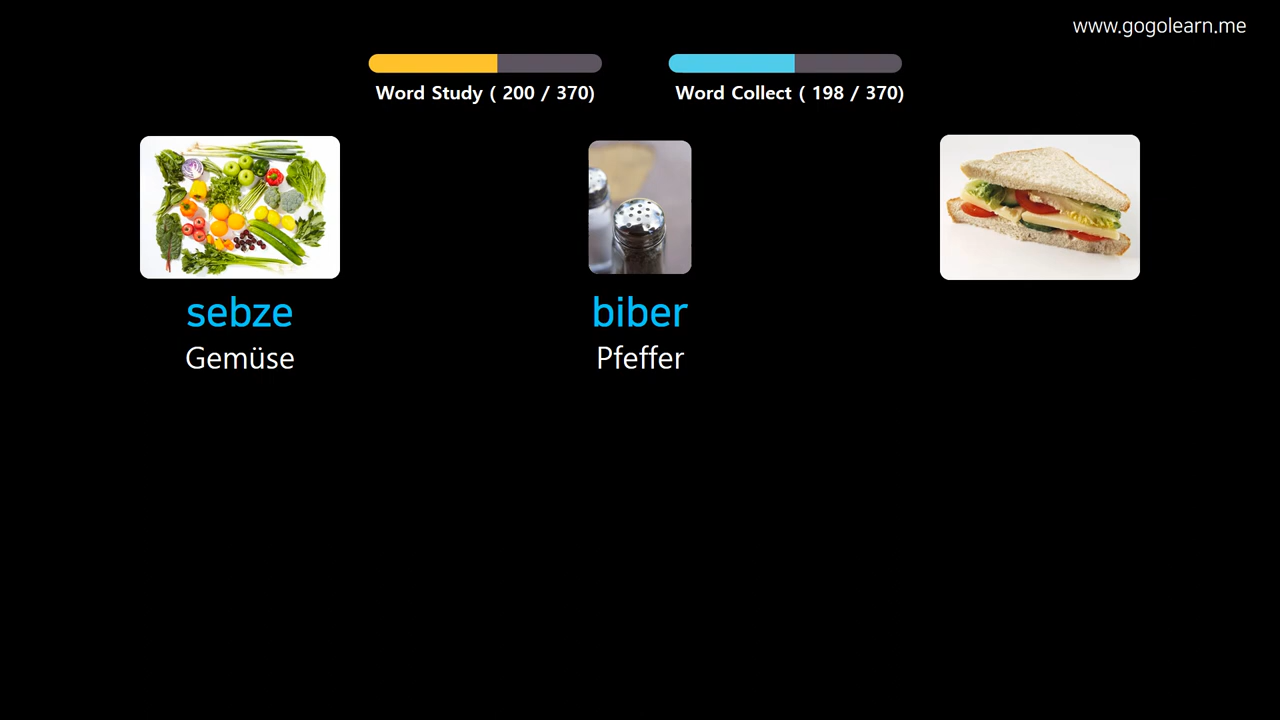 www.gogolearn.me
Word Study ( 200 / 370)
Word Collect ( 198 / 370)
sebze
Gemüse
biber
Pfeffer